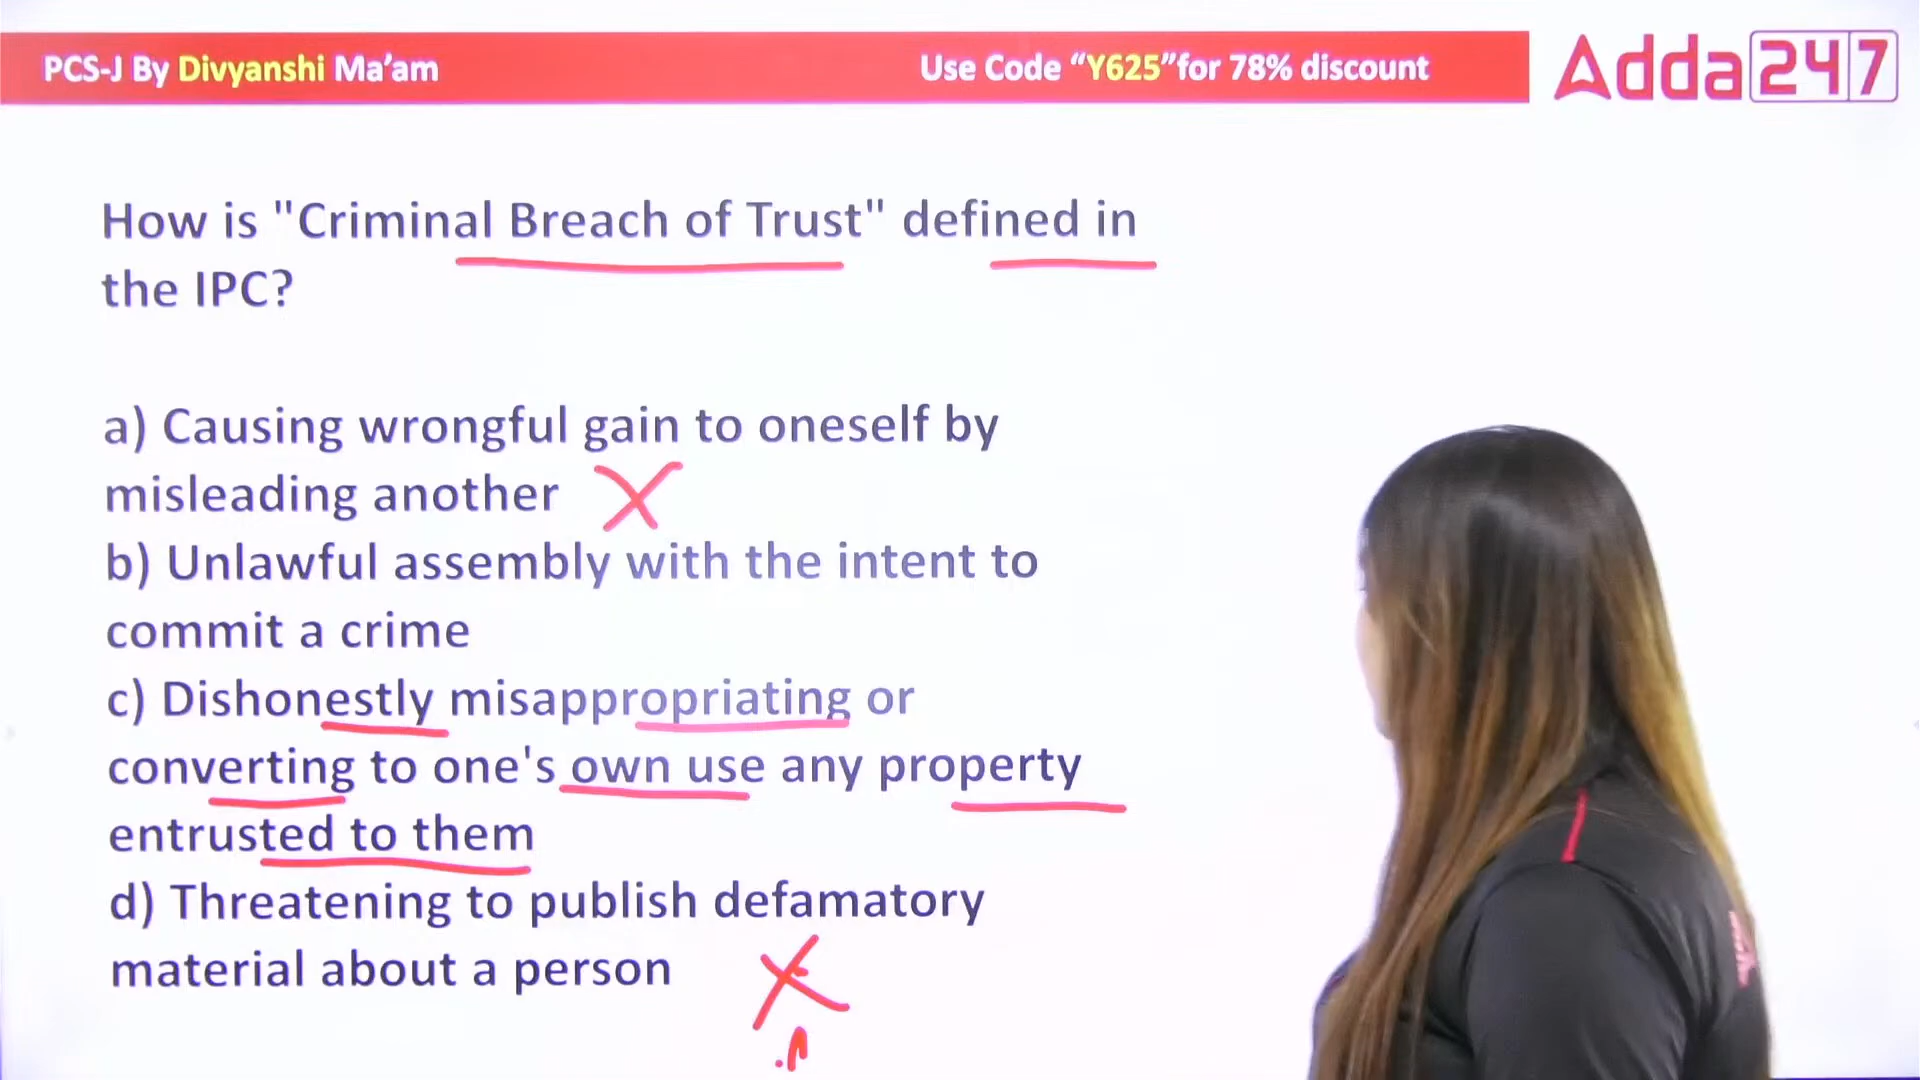 PCS-J By Divyanshi Ma’am
Use Code “Y625”for 78% discount
Adda247
How is "Criminal Breach of Trust" defined in
the IPC?
a) Causing wrongful gain to oneself by
misleading another
b) Unlawful assembly with the intent to
commit a crime
c) Dishonestly misappropriating or
converting to one's own use any property
entrusted to them
d) Threatening to publish defamatory
material about a person